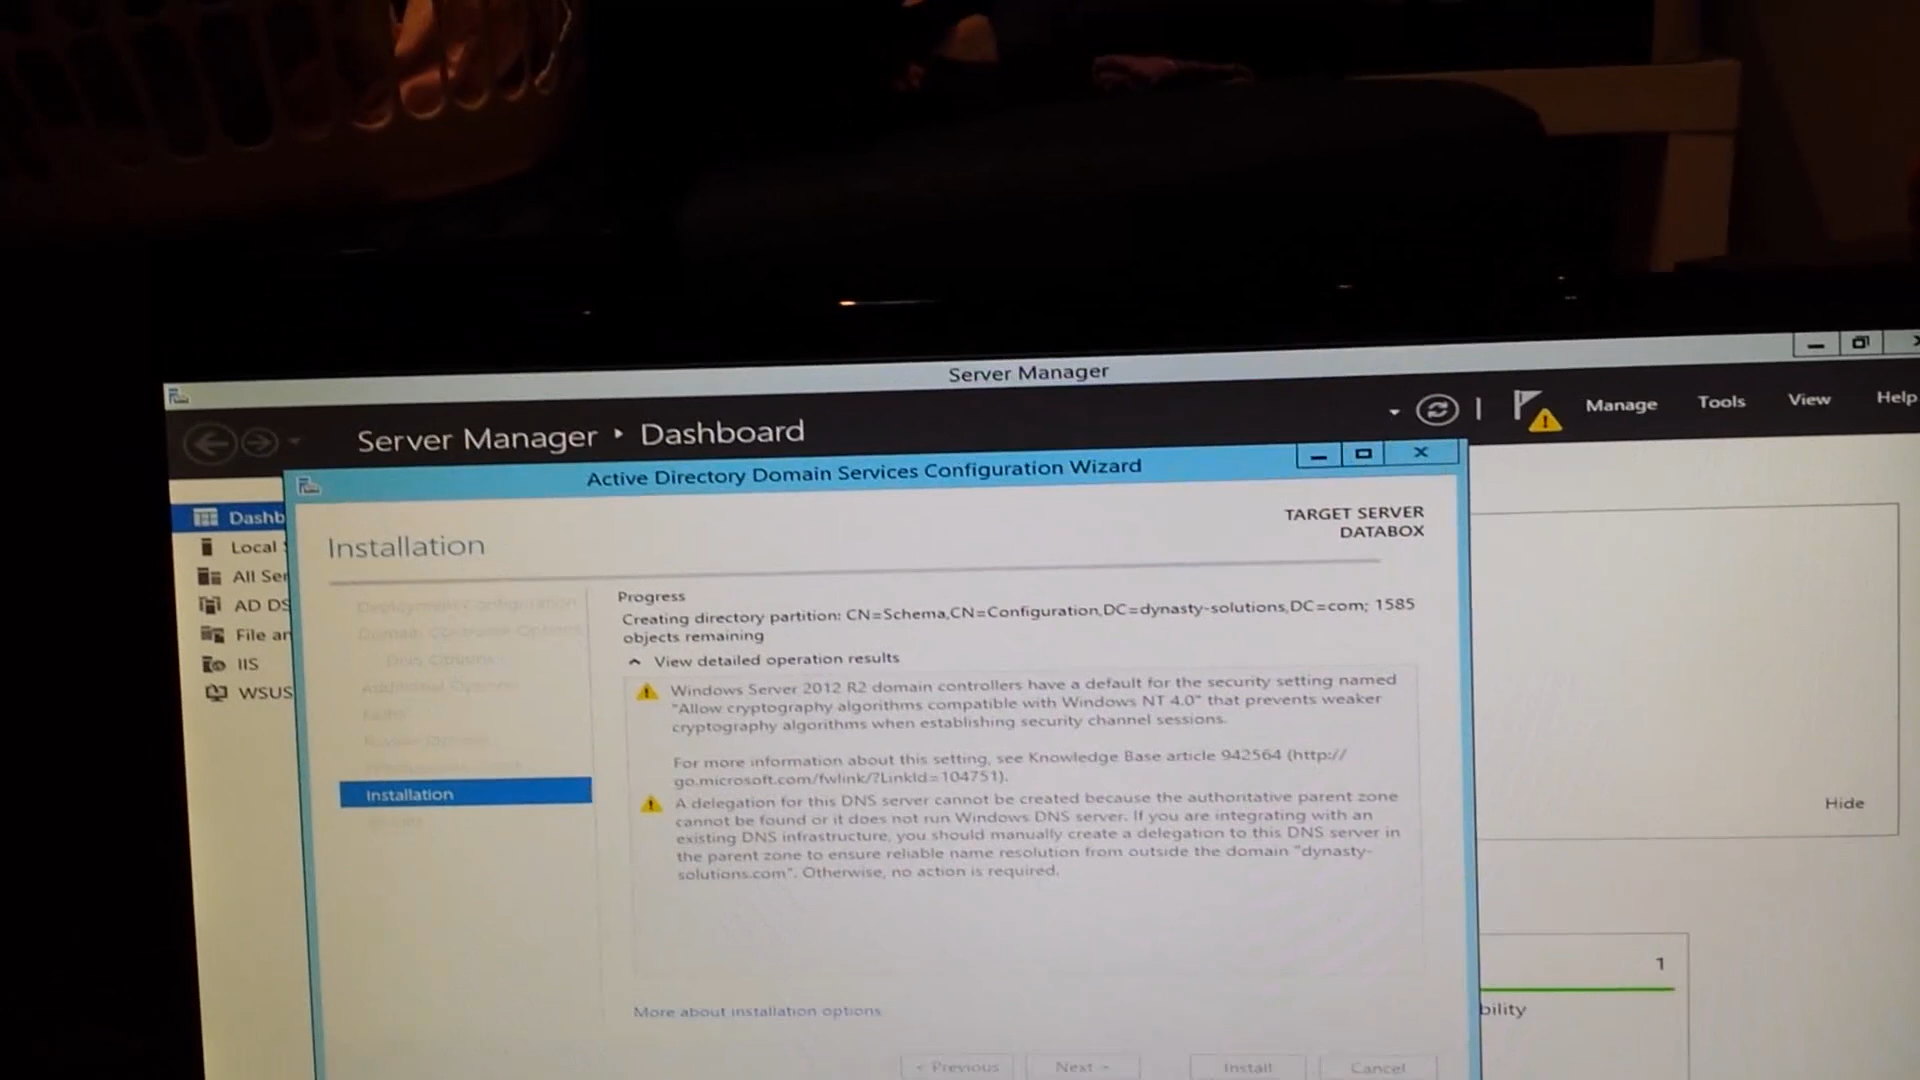 Server Manager
Server Manager ‣ Dashboard
Manage Tools View Help
Active Directory Domain Services Configuration Wizard
TARGET SERVER
DATABOX
Installation
Dashb
Local
All Ser
AD DS
File an
IIS
WSUS
Installation
Progress
Creating directory partition: CN=Schema,CN=Configuration,DC=dynasty-solutions,DC=com; 1585
objects remaining
View detailed operation results
Windows Server 2012 R2 domain controllers have a default for the security setting named
"Allow cryptography algorithms compatible with Windows NT 4.0" that prevents weaker
cryptography algorithms when establishing security channel sessions.
For more information about this setting, see Knowledge Base article 942564 (http://
go.microsoft.com/fwlink/?LinkId=104751).
A delegation for this DNS server cannot be created because the authoritative parent zone
cannot be found or it does not run Windows DNS server. If you are integrating with an
existing DNS infrastructure, you should manually create a delegation to this DNS server in
the parent zone to ensure reliable name resolution from outside the domain "dynasty-
solutions.com". Otherwise, no action is required.
More about installation options
< Previous Next > Install Cancel
Hide
1
bility